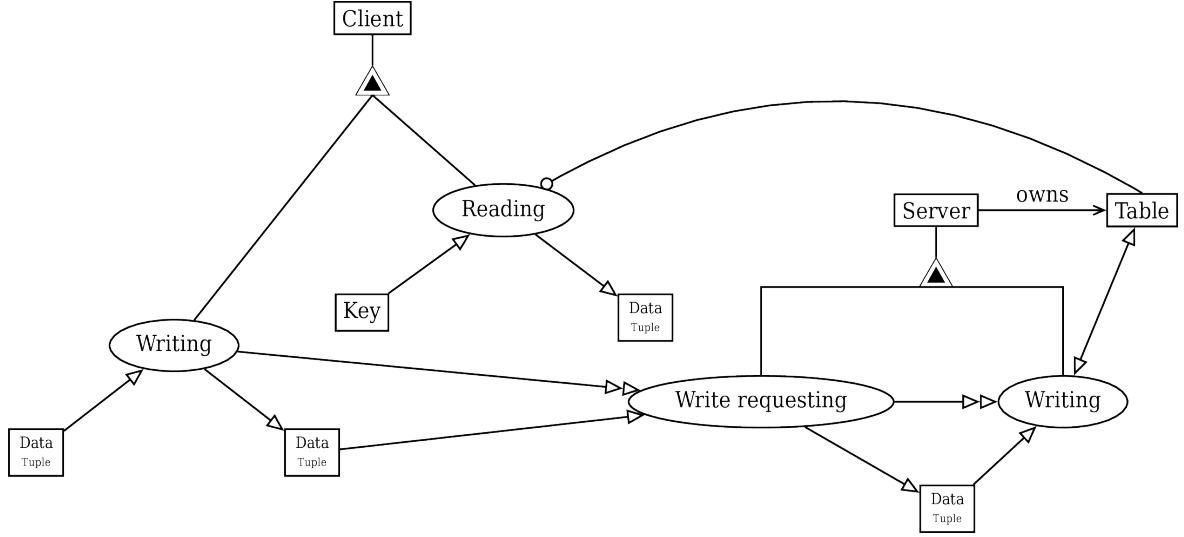 Client
Reading
Server
owns
Table
Key
Data
Tuple
Writing
Write requesting
Writing
Data
Tuple
Data
Tuple
Data
Tuple